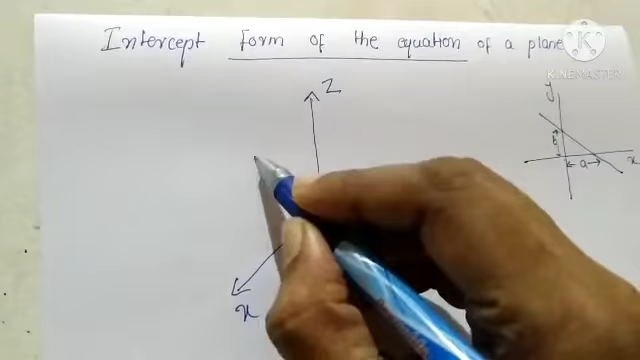 Intercept form of the equation of a plane
K
KINEMASTER
Z
y
b
a
x
x